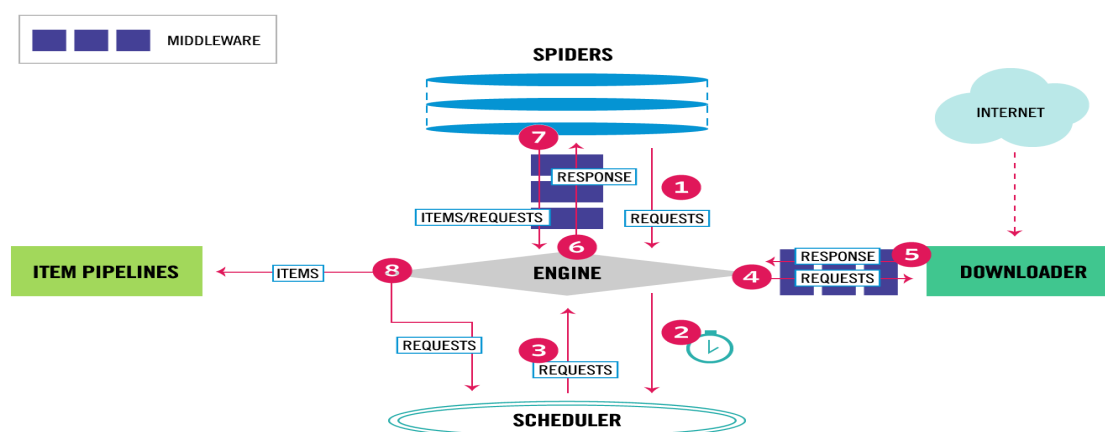 MIDDLEWARE
SPIDERS
INTERNET
7
RESPONSE
1
ITEMS/REQUESTS
REQUESTS
6
5
RESPONSE
ITEM PIPELINES
ITEMS
8
ENGINE
4
REQUESTS
DOWNLOADER
2
REQUESTS
3
REQUESTS
SCHEDULER